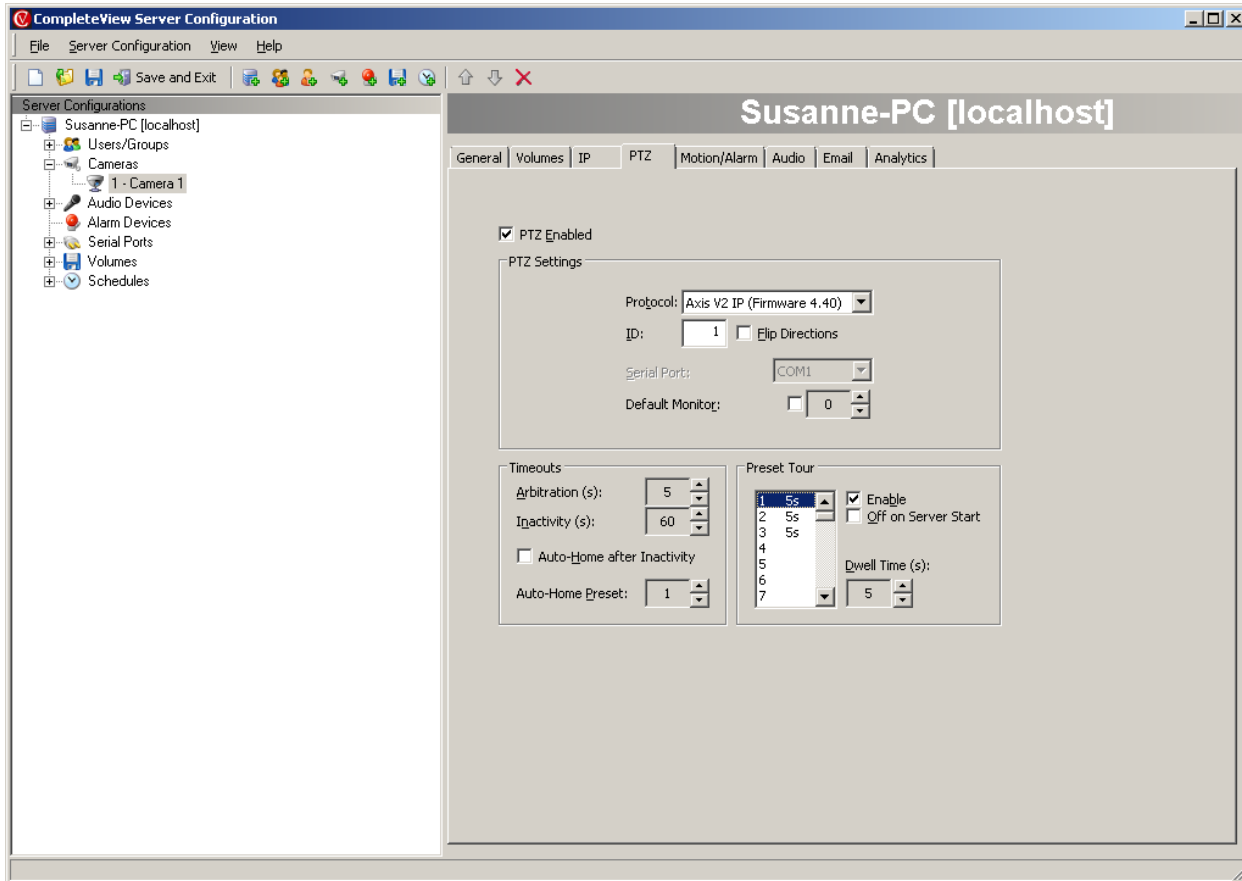 CompleteView Server Configuration
File Server Configuration View Help
Save and Exit
Server Configurations
Susanne-PC [localhost]
Users/Groups
Cameras
1 - Camera 1
Audio Devices
Alarm Devices
Serial Ports
Volumes
Schedules
Susanne-PC [localhost]
General Volumes IP PTZ Motion/Alarm Audio Email Analytics
PTZ Enabled
PTZ Settings
Protocol: Axis V2 IP (Firmware 4.40)
ID: 1 Flip Directions
Serial Port: COM1
Default Monitor: 0
Timeouts
Arbitration (s): 5
Inactivity (s): 60
Auto-Home after Inactivity
Auto-Home Preset: 1
Preset Tour
1 5s
2 5s
3 5s
4
5
6
7
Enable
Off on Server Start
Dwell Time (s):
5